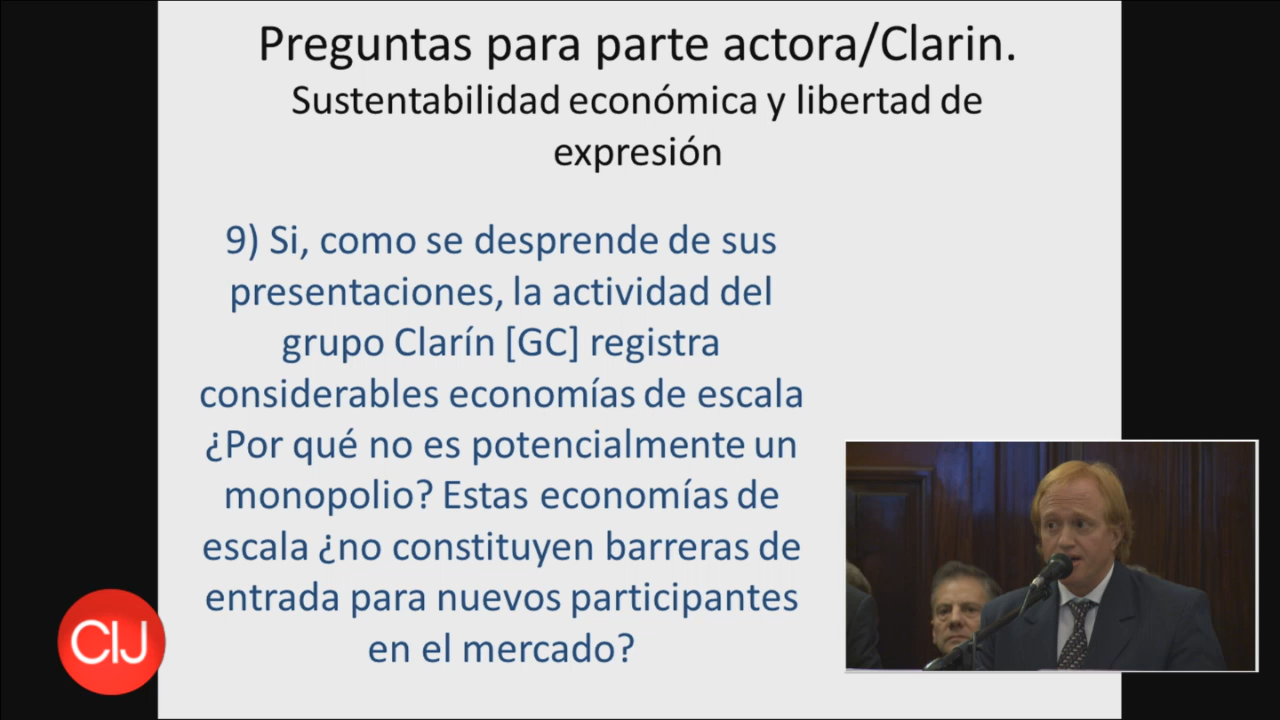 Preguntas para parte actora/Clarin.
Sustentabilidad económica y libertad de
expresión
9) Si, como se desprende de sus
presentaciones, la actividad del
grupo Clarín [GC] registra
considerables economías de escala
¿Por qué no es potencialmente un
monopolio? Estas economías de
escala ¿no constituyen barreras de
entrada para nuevos participantes
en el mercado?
CIJ